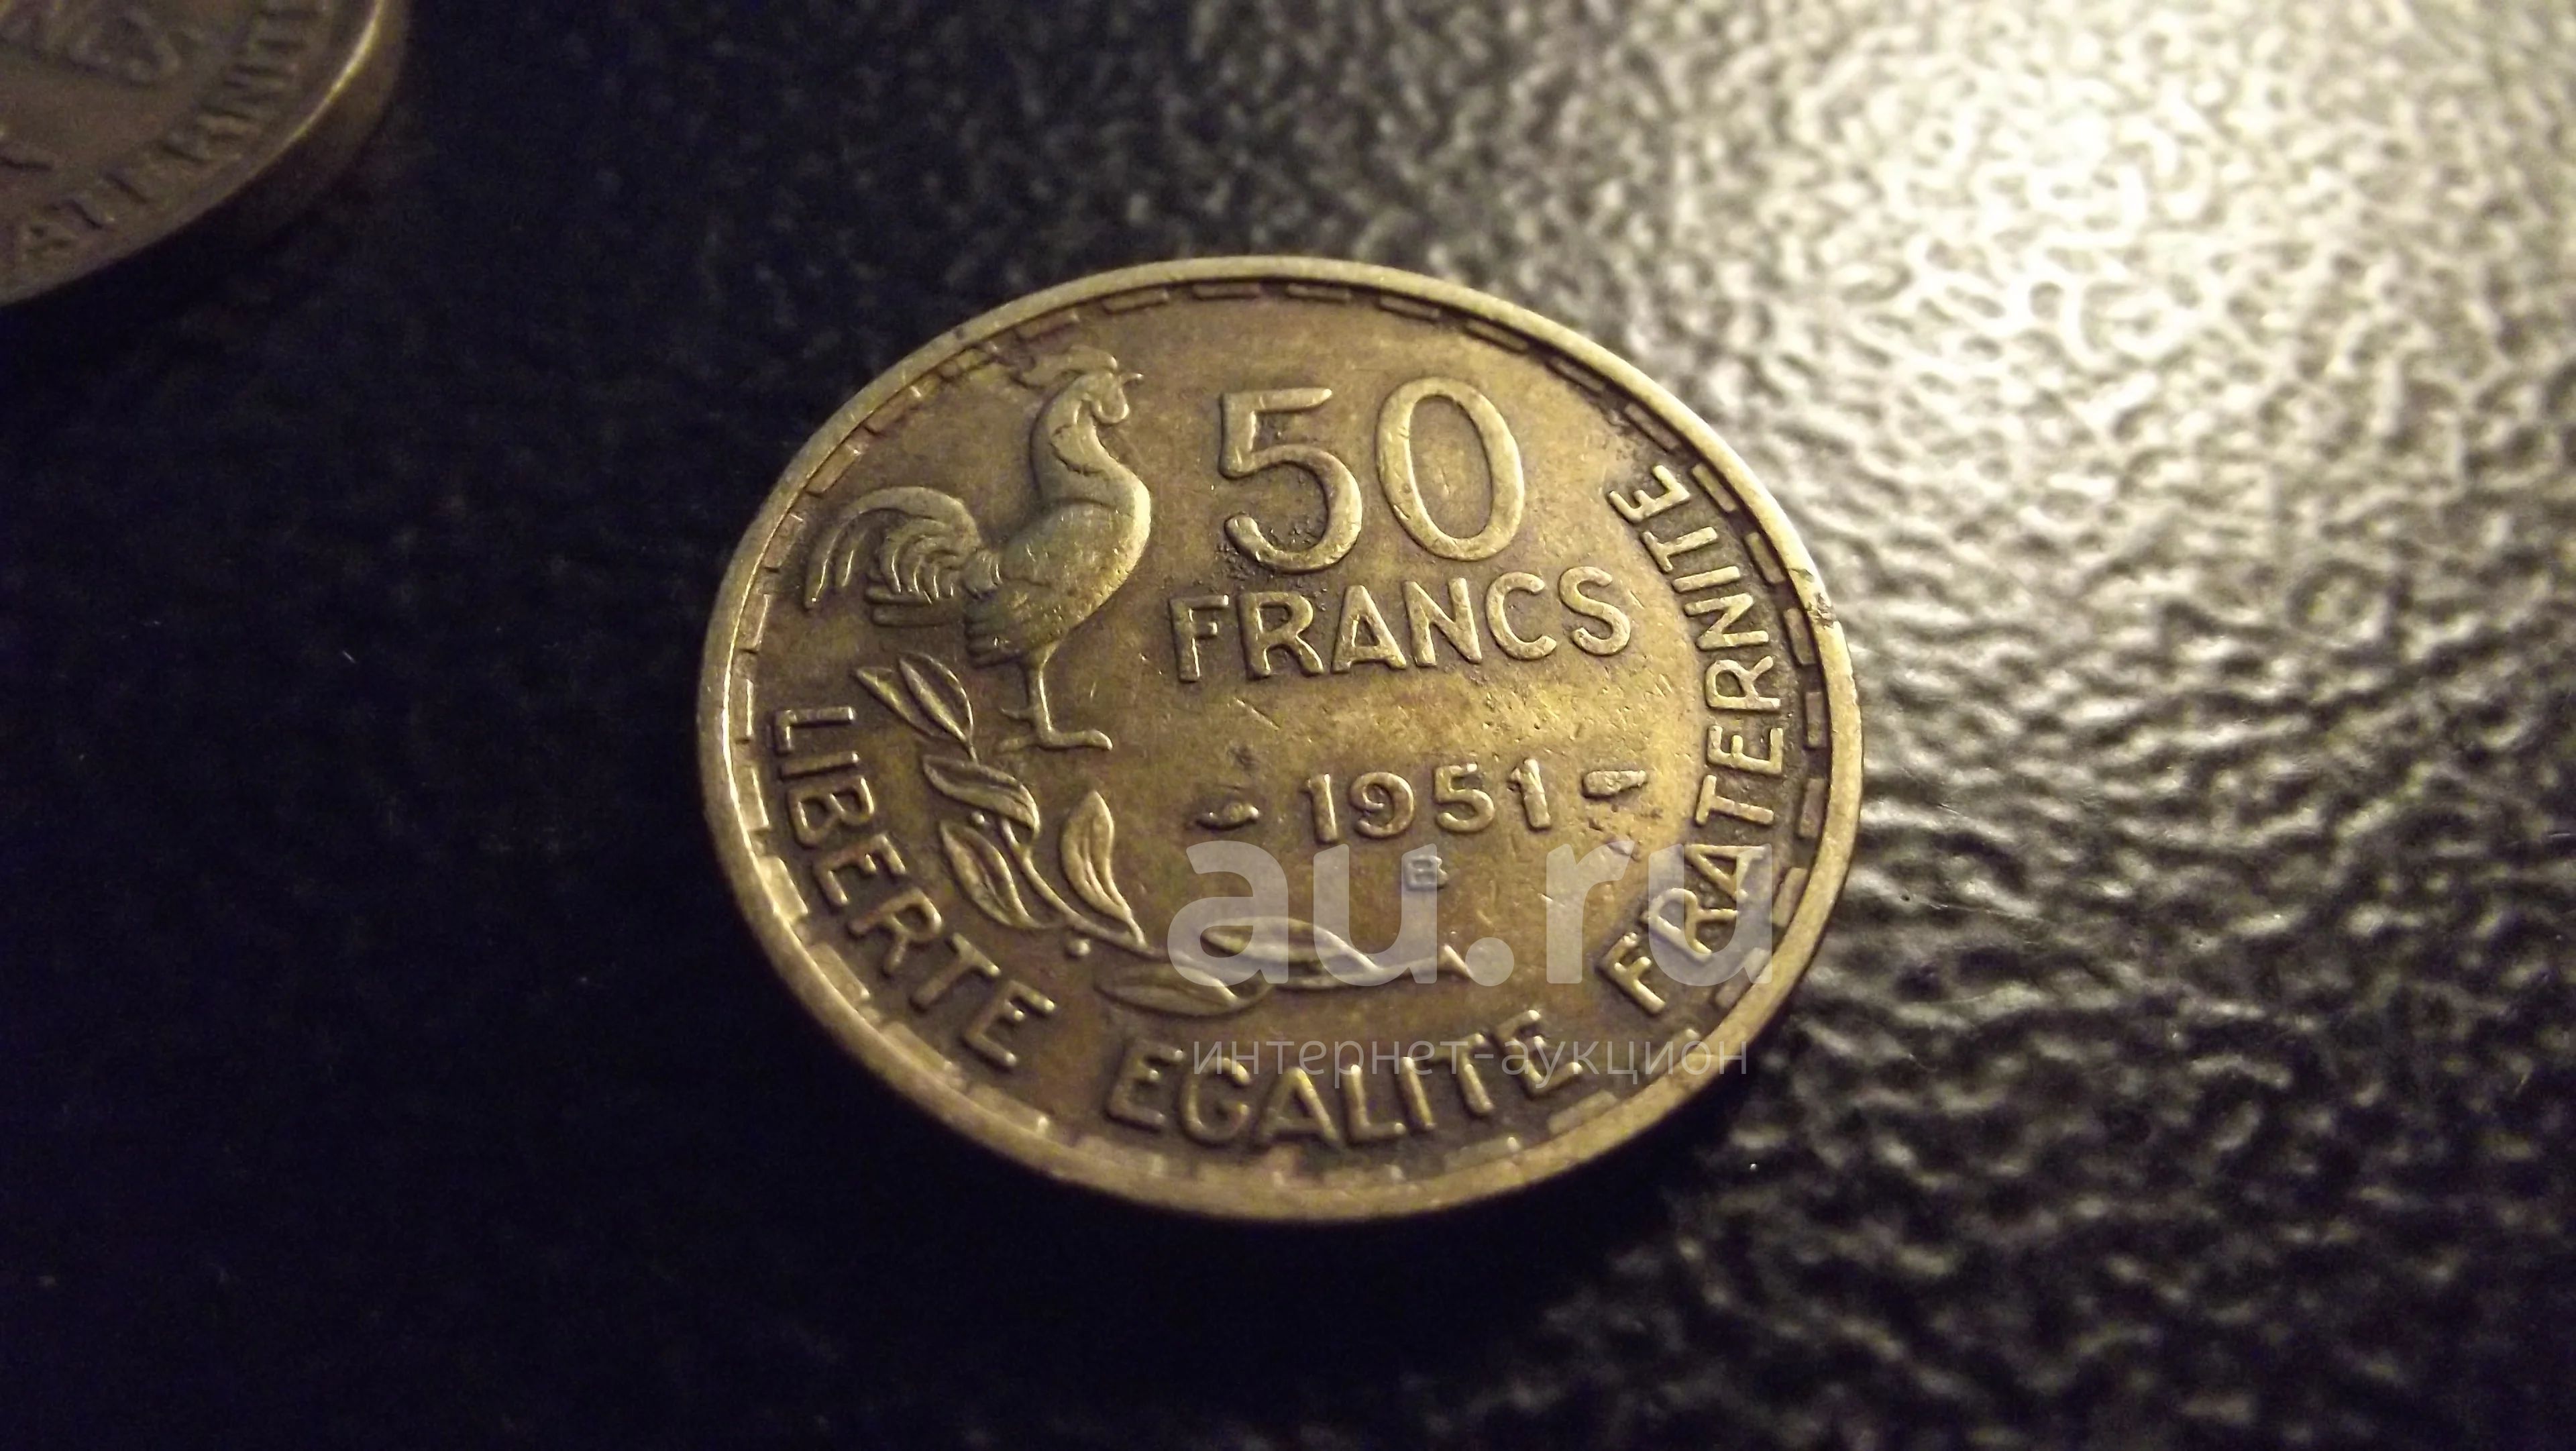 50
FRANCS
1951
B
LIBERTE EGALITE FRATERNITE
au.ru
интернет-аукцион